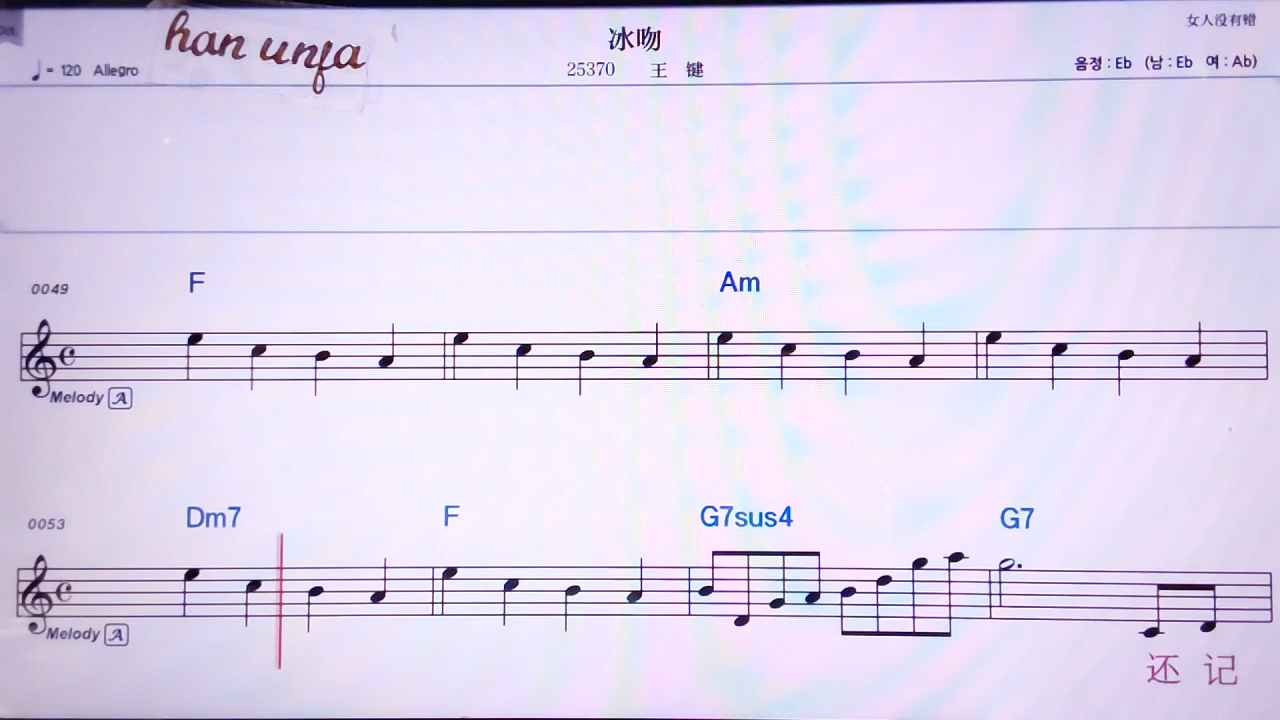 han unfa
冰吻
女人没有错
♩= 120 Allegro
25370 王 键
음정 : Eb (남 : Eb 여 : Ab)
0049
F
Am
Melody A
0053
Dm7
F
G7sus4
G7
Melody A
还 记